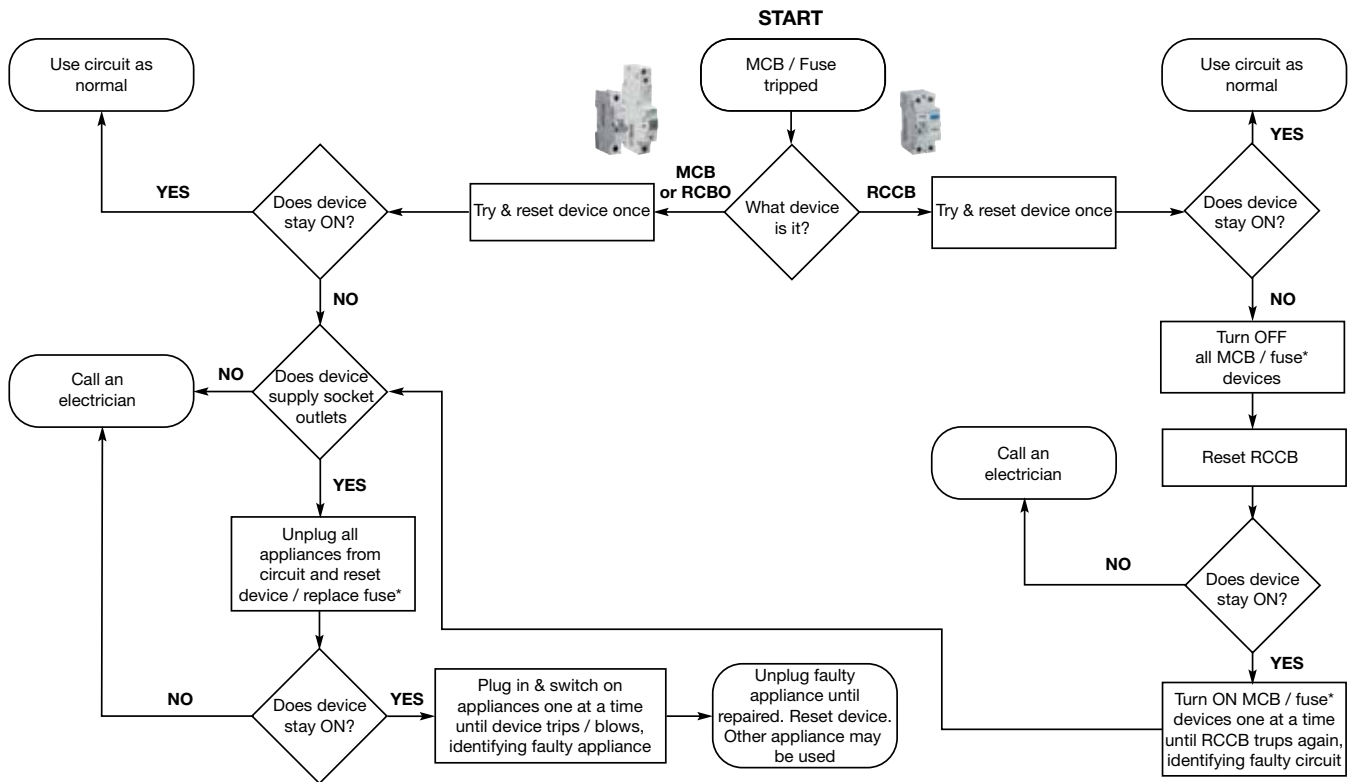 START
MCB / Fuse
tripped
Use circuit as
normal
Use circuit as
normal
YES
MCB
or RCBO
RCCB
YES
Does device
stay ON?
Try & reset device once
What device
is it?
Try & reset device once
Does device
stay ON?
NO
NO
Turn OFF
all MCB / fuse*
devices
Call an
electrician
NO
Does device
supply socket
outlets
Call an
electrician
Reset RCCB
YES
Unplug all
appliances from
circuit and reset
device / replace fuse*
NO
Does device
stay ON?
YES
NO
Does device
stay ON?
YES
Plug in & switch on
appliances one at a time
until device trips / blows,
identifying faulty appliance
Unplug faulty
appliance until
repaired. Reset device.
Other appliance may
be used
Turn ON MCB / fuse*
devices one at a time
until RCCB trups again,
identifying faulty circuit